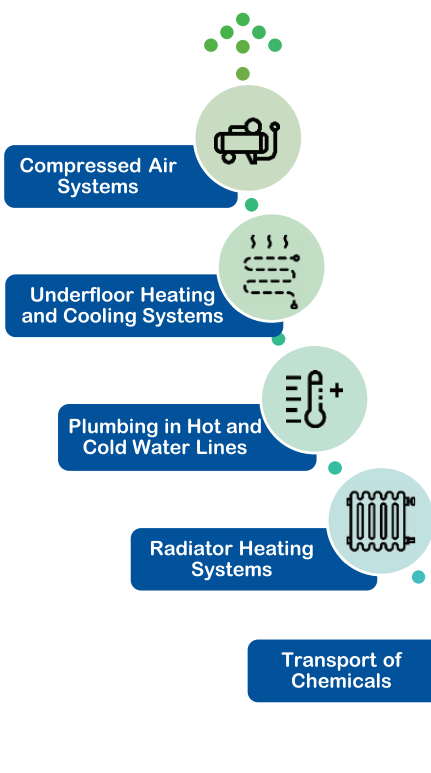 Compressed Air
Systems
Underfloor Heating
and Cooling Systems
Plumbing in Hot and
Cold Water Lines
Radiator Heating
Systems
Transport of
Chemicals